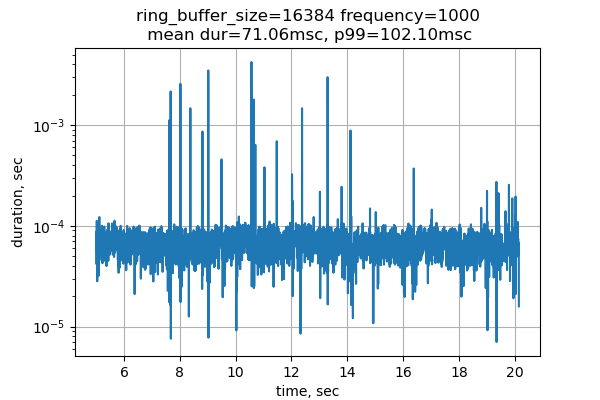 ring_buffer_size=16384 frequency=1000
mean dur=71.06msc, p99=102.10msc
duration, sec
10⁻³
10⁻⁴
10⁻⁵
6 8 10 12 14 16 18 20
time, sec